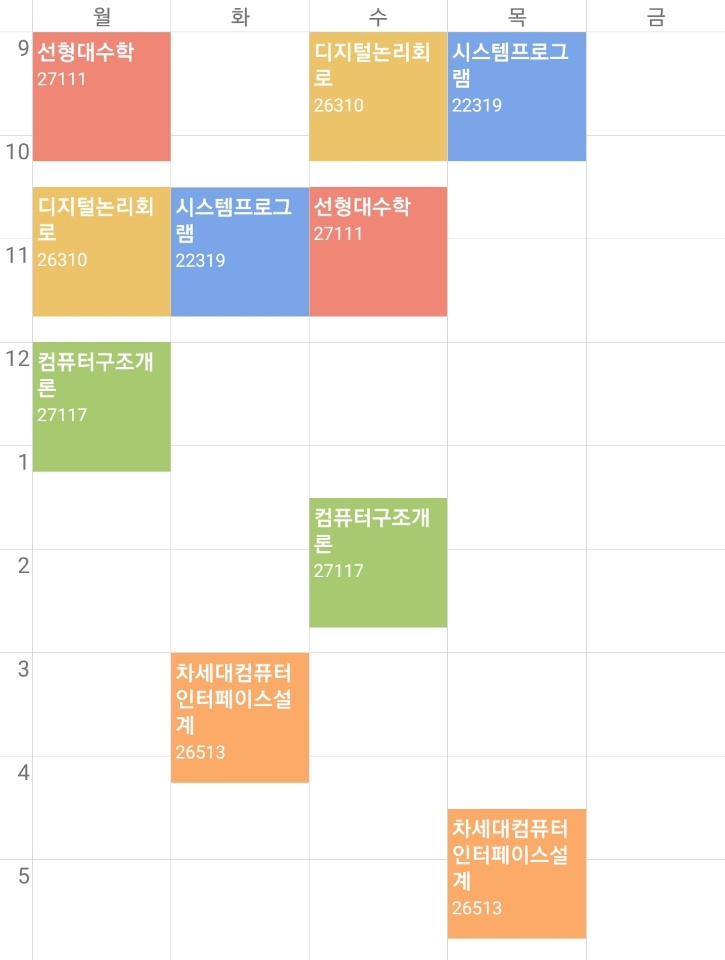 월 화 수 목 금
9
선형대수학
27111
디지털논리회
로
26310
시스템프로그
램
22319
10
디지털논리회
로
26310
시스템프로그
램
22319
선형대수학
27111
11
12
컴퓨터구조개
론
27117
1
컴퓨터구조개
론
27117
2
3
차세대컴퓨터
인터페이스설
계
26513
4
차세대컴퓨터
인터페이스설
계
26513
5